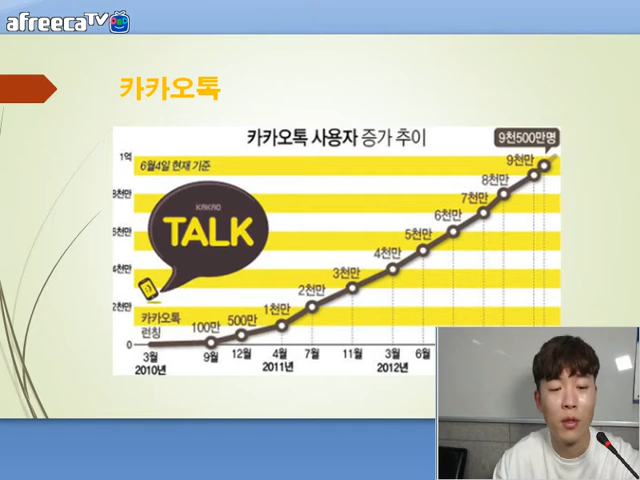 afreecaTV
카카오톡
카카오톡 사용자 증가 추이
9천500만명
1억
6월4일 현재 기준
9천만
8천만
8천만
7천만
KAKAO
TALK
6천만
6천만
5천만
4천만
4천만
3천만
2천만
2천만
1천만
카카오톡
런칭
100만
500만
0
3월
9월
12월
4월
7월
11월
3월
6월
2010년
2011년
2012년